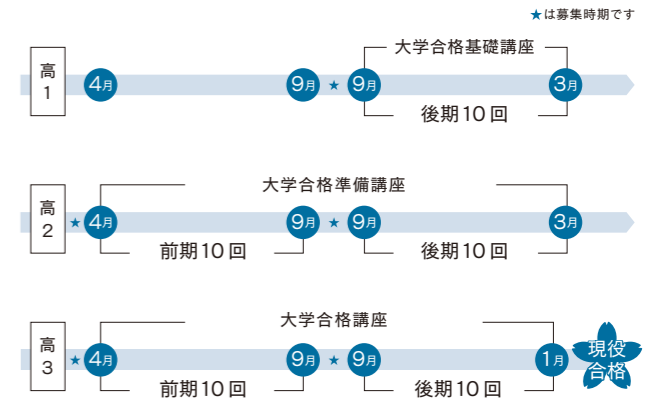 ★は募集時期です
大学合格基礎講座
高1
4月 9月 ★ 9月 3月
後期10回
大学合格準備講座
高2
★ 4月 9月 ★ 9月 3月
前期10回 後期10回
大学合格講座
高3
★ 4月 9月 ★ 9月 1月
現役
合格
前期10回 後期10回